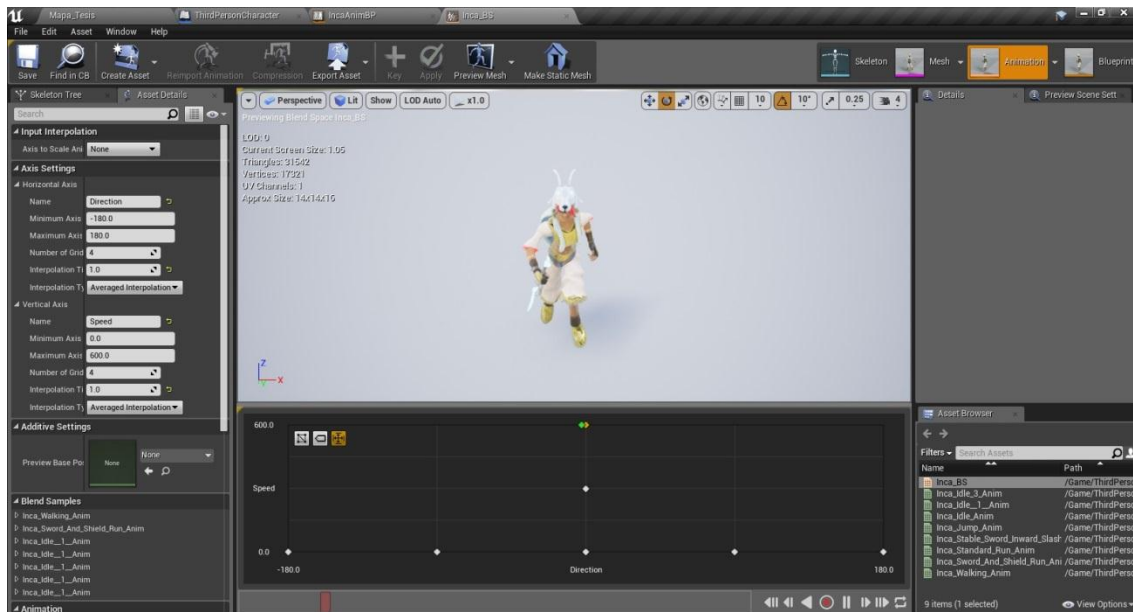 Mapa_Tesis
ThirdPersonCharacter
IncaAnimBP
Inca_BS
File Edit Asset Window Help
Save
Find in CB
Create Asset
Reimport Animation
Compression
Export Asset
Key
Apply
Preview Mesh
Make Static Mesh
Skeleton
Mesh
Animation
Blueprint
Skeleton Tree
Asset Details
Search
Input Interpolation
Axis to Scale Ani None
Axis Settings
Horizontal Axis
Name Direction
Minimum Axis -180.0
Maximum Axis 180.0
Number of Grid 4
Interpolation Ti 1.0
Interpolation Ty Averaged Interpolation
Vertical Axis
Name Speed
Minimum Axis 0.0
Maximum Axis 600.0
Number of Grid 4
Interpolation Ti 1.0
Interpolation Ty Averaged Interpolation
Additive Settings
Preview Base Po None None
Blend Samples
Inca_Walking_Anim
Inca_Sword_And_Shield_Run_Anim
Inca_Idle__1__Anim
Inca_Idle__1__Anim
Inca_Idle__1__Anim
Inca_Idle__1__Anim
Inca_Idle__1__Anim
Animation
Perspective Lit Show LOD Auto x1.0
10 10° 0.25 4
Previewing Blend Space Inca_BS
LOD: 0
Current Screen Size: 1.05
Triangles: 31542
Vertices: 17321
UV Channels: 1
Approx Size: 14x14x16
Z
Y X
600.0
Speed
0.0
-180.0 Direction 180.0
Details
Preview Scene Sett
Asset Browser
Filters Search Assets
Name Path
Inca_BS /Game/ThirdPerso
Inca_Idle_3_Anim /Game/ThirdPerso
Inca_Idle__1__Anim /Game/ThirdPerso
Inca_Idle_Anim /Game/ThirdPerso
Inca_Jump_Anim /Game/ThirdPerso
Inca_Stable_Sword_Inward_Slash /Game/ThirdPerso
Inca_Standard_Run_Anim /Game/ThirdPerso
Inca_Sword_And_Shield_Run_Ani /Game/ThirdPerso
Inca_Walking_Anim /Game/ThirdPerso
9 items (1 selected) View Options